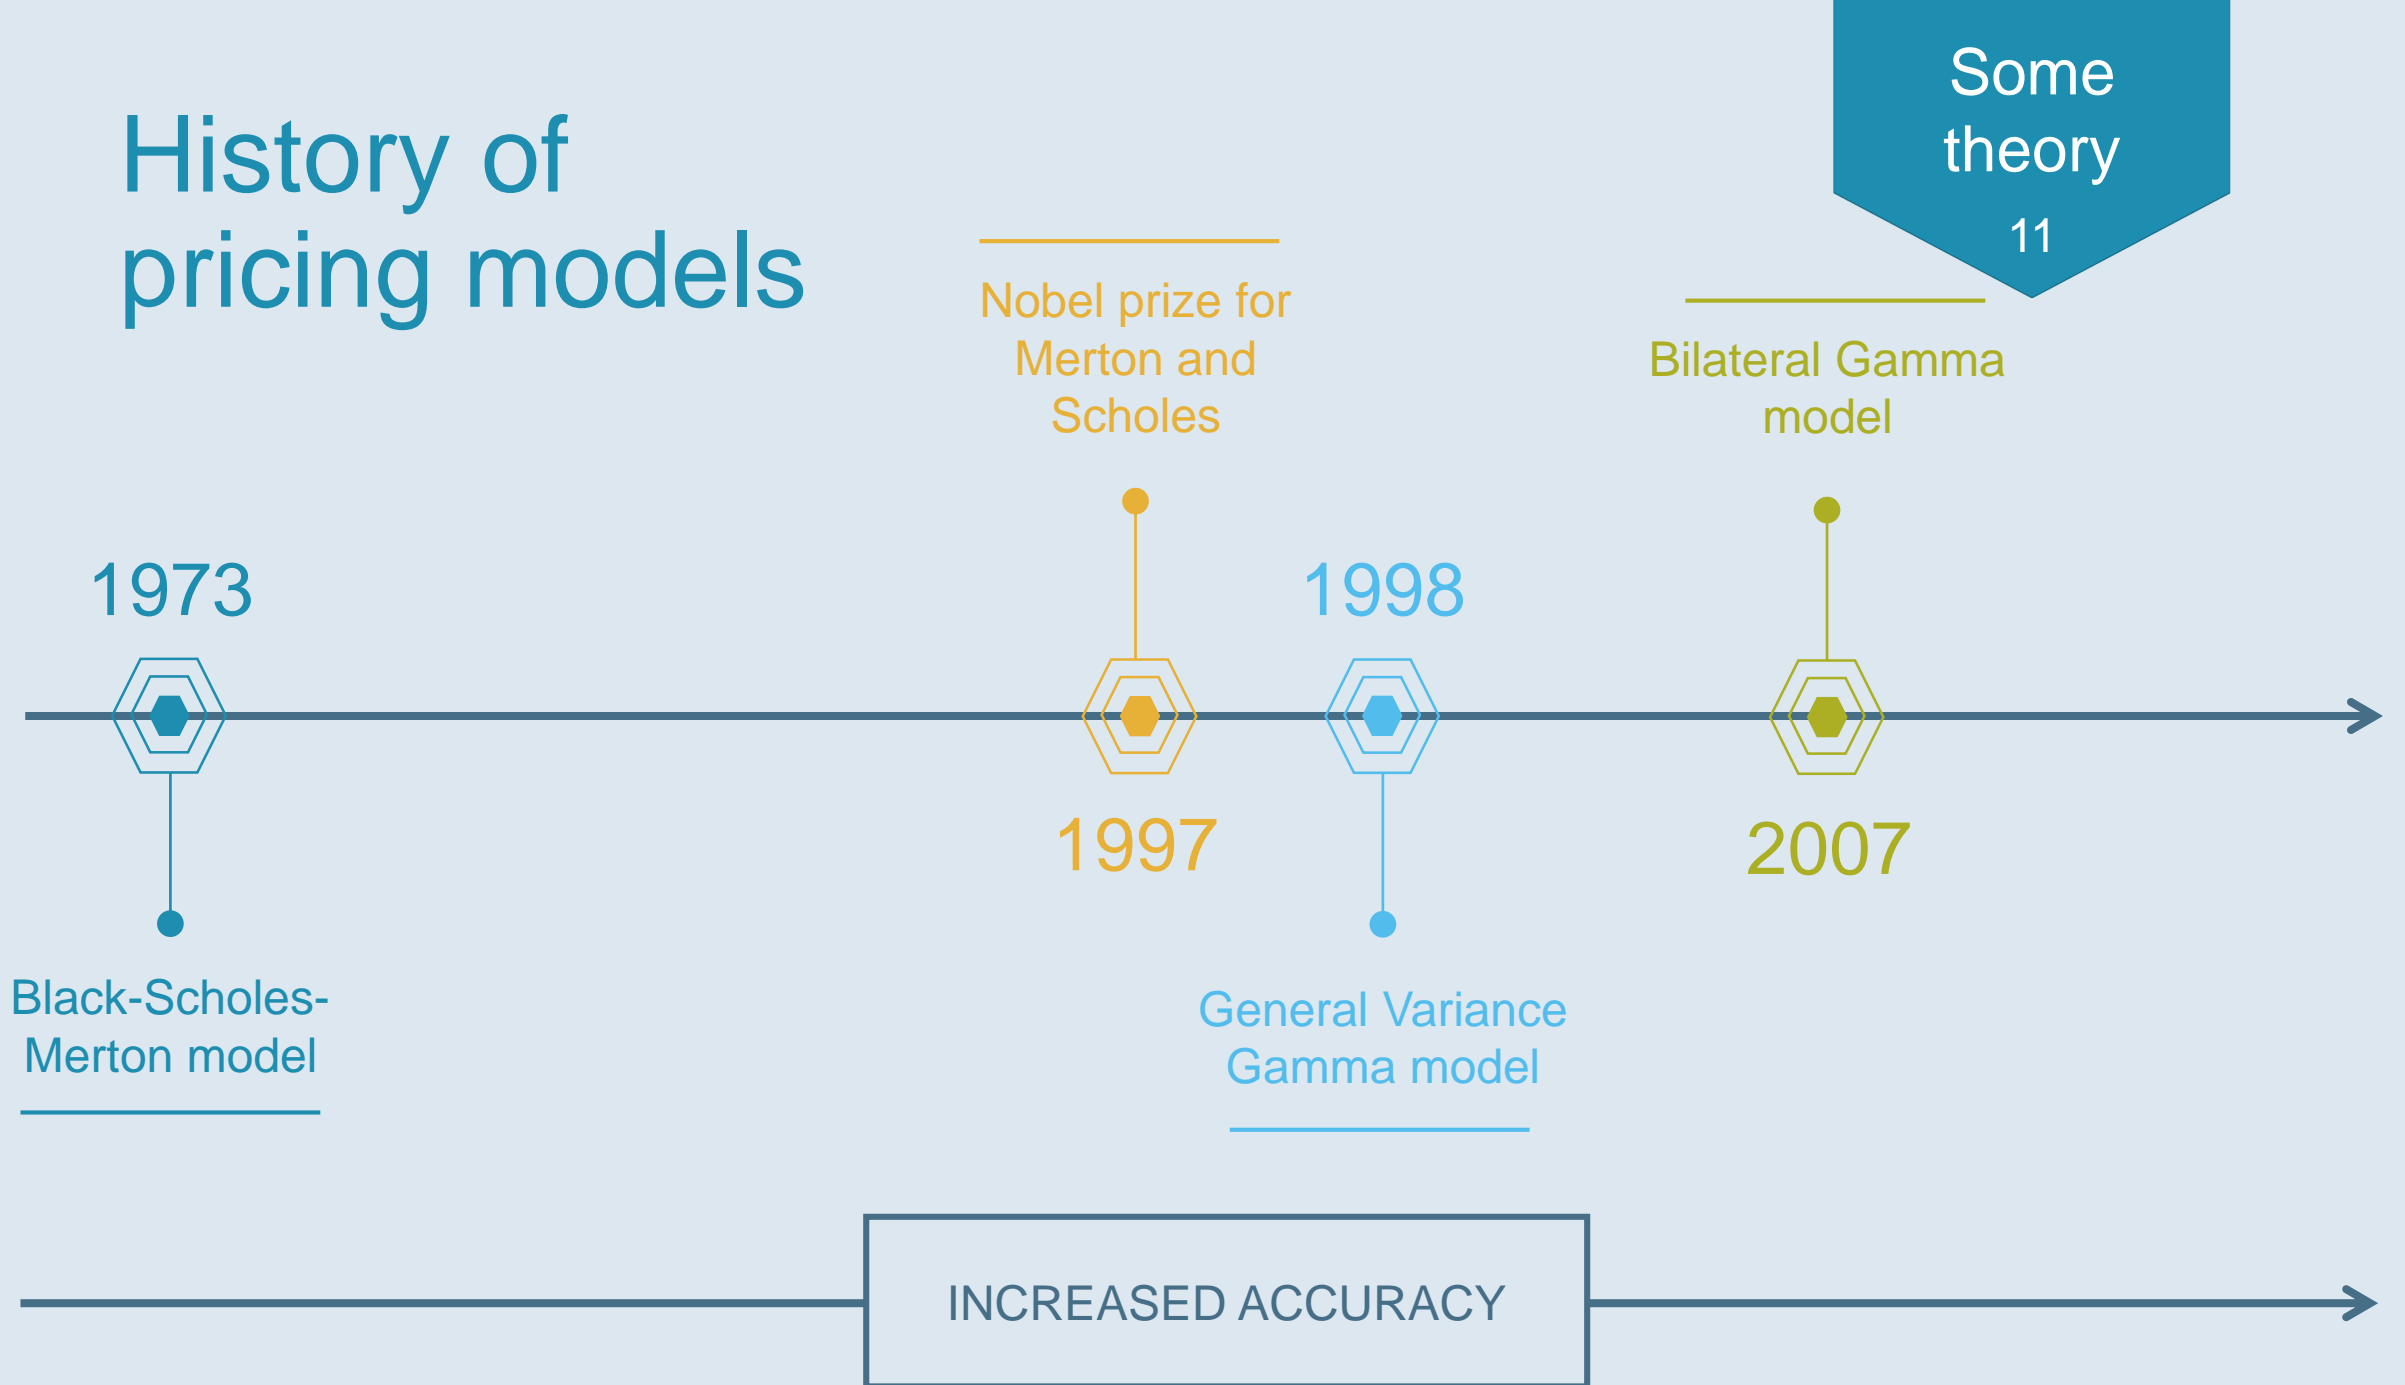 History of
pricing models
Some
theory
11
Nobel prize for
Merton and
Scholes
Bilateral Gamma
model
1973
1998
1997
2007
Black-Scholes-
Merton model
General Variance
Gamma model
INCREASED ACCURACY